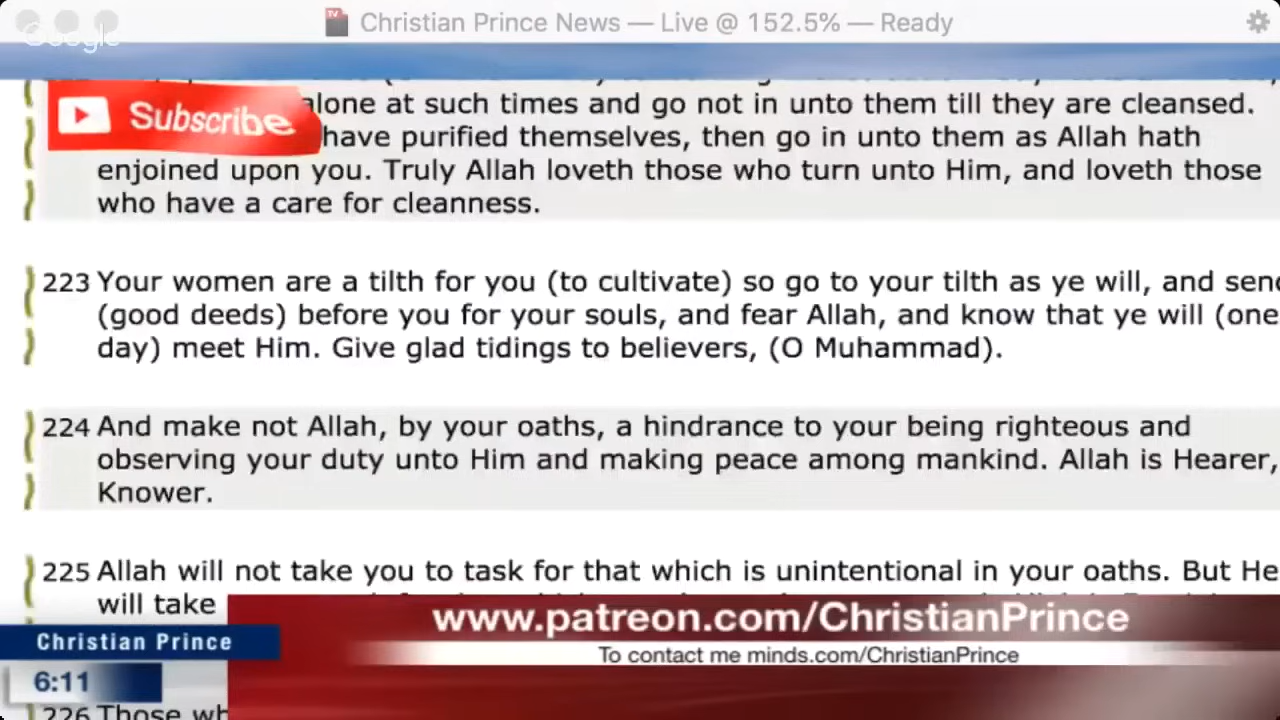 Christian Prince News — Live @ 152.5% — Ready
Google
Subscribe
alone at such times and go not in unto them till they are cleansed.
have purified themselves, then go in unto them as Allah hath
enjoined upon you. Truly Allah loveth those who turn unto Him, and loveth those
who have a care for cleanness.
223 Your women are a tilth for you (to cultivate) so go to your tilth as ye will, and send
(good deeds) before you for your souls, and fear Allah, and know that ye will (one
day) meet Him. Give glad tidings to believers, (O Muhammad).
224 And make not Allah, by your oaths, a hindrance to your being righteous and
observing your duty unto Him and making peace among mankind. Allah is Hearer,
Knower.
225 Allah will not take you to task for that which is unintentional in your oaths. But He
will take
www.patreon.com/ChristianPrince
Christian Prince
To contact me minds.com/ChristianPrince
6:11
226 Those wh